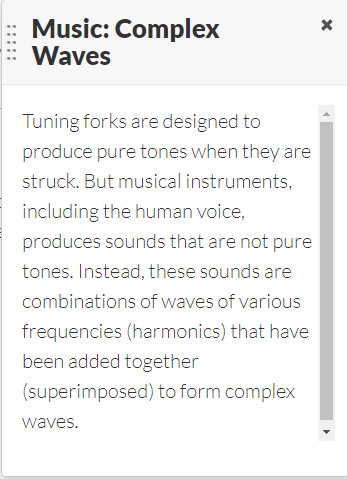 Music: Complex
Waves
Tuning forks are designed to
produce pure tones when they are
struck. But musical instruments,
including the human voice,
produces sounds that are not pure
tones. Instead, these sounds are
combinations of waves of various
frequencies (harmonics) that have
been added together
(superimposed) to form complex
waves.